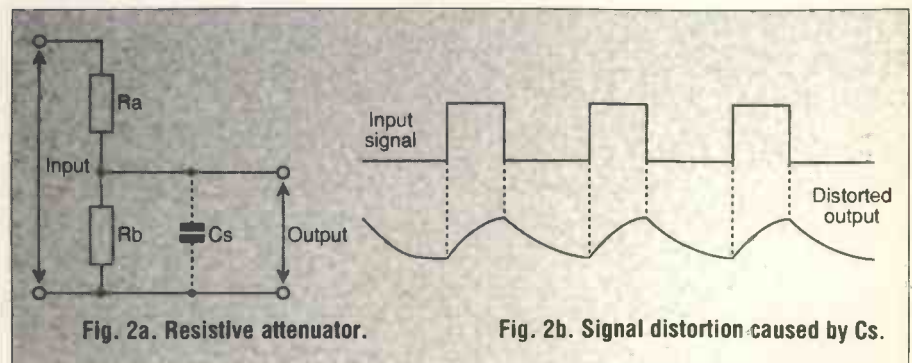 Ra
Input
Rb
Cs
Output
Fig. 2a. Resistive attenuator.
Input
signal
Distorted
output
Fig. 2b. Signal distortion caused by Cs.